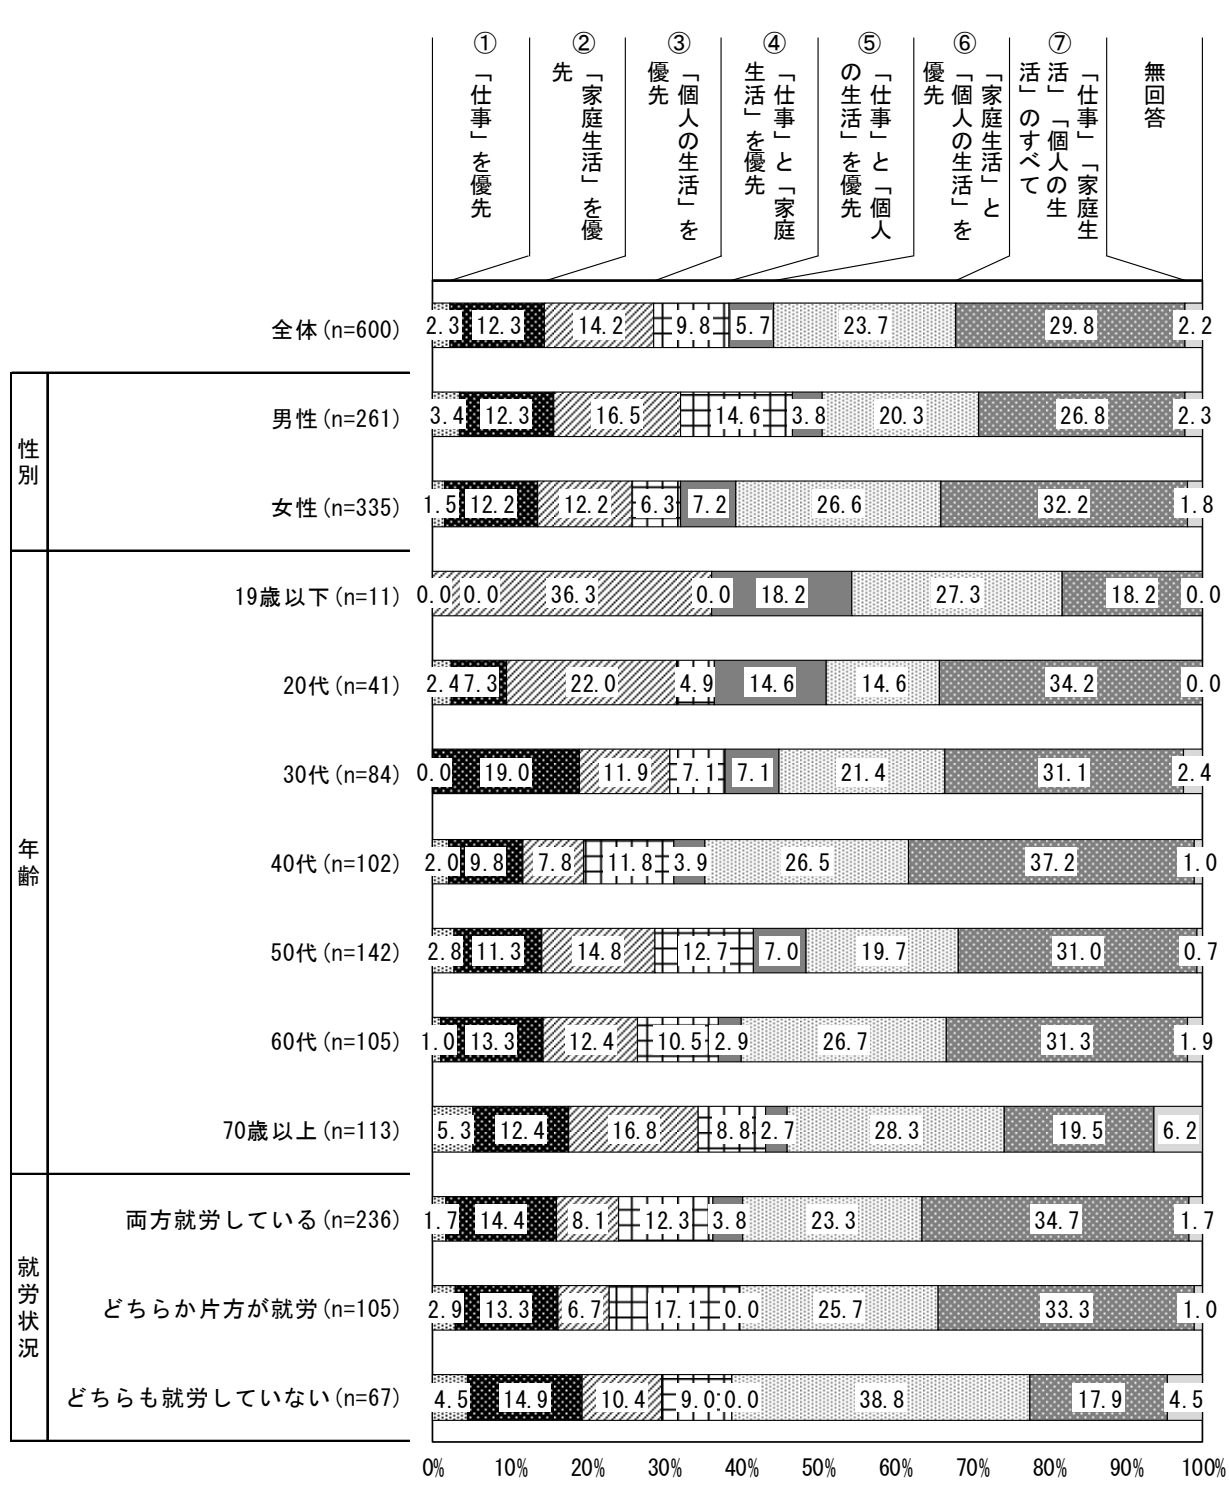 ① ② ③ ④ ⑤ ⑥ ⑦
「仕事」を優先
「家庭生活」を優
先
「個人の生活」を
優先
「仕事」と「家庭
生活」を優先
「仕事」と「個人
の生活」を優先
「家庭生活」と
「個人の生活」を
優先
「仕事」「家庭生
活」「個人の生
活」のすべて
無回答
全体(n=600) 2.3 12.3 14.2 9.8 5.7 23.7 29.8 2.2
性別
男性(n=261) 3.4 12.3 16.5 14.6 3.8 20.3 26.8 2.3
女性(n=335) 1.5 12.2 12.2 6.3 7.2 26.6 32.2 1.8
年齢
19歳以下(n=11) 0.0 0.0 36.3 0.0 18.2 27.3 18.2 0.0
20代(n=41) 2.4 7.3 22.0 4.9 14.6 14.6 34.2 0.0
30代(n=84) 0.0 19.0 11.9 7.1 7.1 21.4 31.1 2.4
40代(n=102) 2.0 9.8 7.8 11.8 3.9 26.5 37.2 1.0
50代(n=142) 2.8 11.3 14.8 12.7 7.0 19.7 31.0 0.7
60代(n=105) 1.0 13.3 12.4 10.5 2.9 26.7 31.3 1.9
70歳以上(n=113) 5.3 12.4 16.8 8.8 2.7 28.3 19.5 6.2
就労状況
両方就労している(n=236) 1.7 14.4 8.1 12.3 3.8 23.3 34.7 1.7
どちらか片方が就労(n=105) 2.9 13.3 6.7 17.1 0.0 25.7 33.3 1.0
どちらも就労していない(n=67) 4.5 14.9 10.4 9.0 0.0 38.8 17.9 4.5
0% 10% 20% 30% 40% 50% 60% 70% 80% 90% 100%